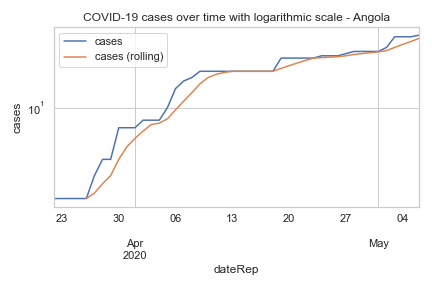 COVID-19 cases over time with logarithmic scale - Angola
cases
cases (rolling)
cases
10¹
23 30 06 13 20 27 04
Apr May
2020
dateRep